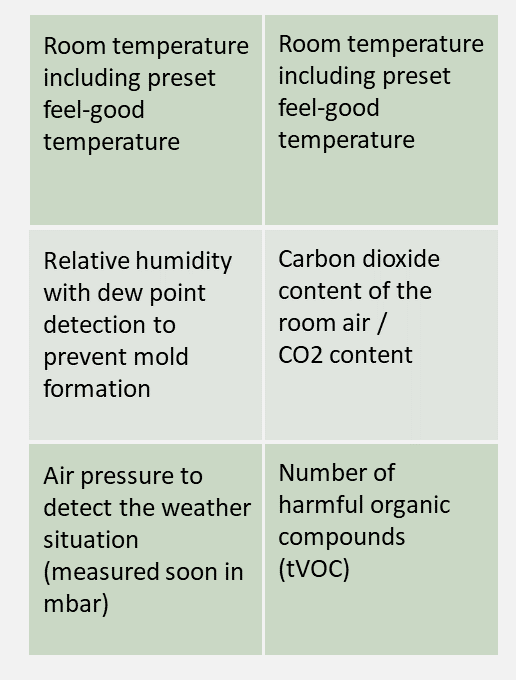 Room temperature
including preset
feel-good
temperature
Room temperature
including preset
feel-good
temperature
Relative humidity
with dew point
detection to
prevent mold
formation
Carbon dioxide
content of the
room air /
CO2 content
Air pressure to
detect the weather
situation
(measured soon in
mbar)
Number of
harmful organic
compounds
(tVOC)